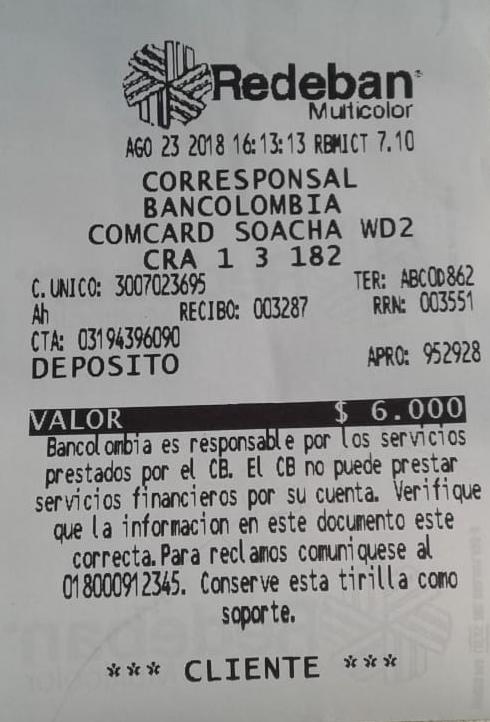 Redeban
Multicolor
AGO 23 2018 16:13:13 RBMICT 7.10
CORRESPONSAL
BANCOLOMBIA
COMCARD SOACHA WD2
CRA 1 3 182
C. UNICO: 3007023695 TER: ABCOD862
Ah RECIBO: 003287 RRN: 003551
CTA: 03194396090
DEPOSITO APRO: 952928
VALOR $ 6.000
Bancolombia es responsable por los servicios
prestados por el CB. El CB no puede prestar
servicios financieros por su cuenta. Verifique
que la informacion en este documento este
correcta. Para reclamos comuniquese al
018000912345. Conserve esta tirilla como
soporte.
*** CLIENTE ***